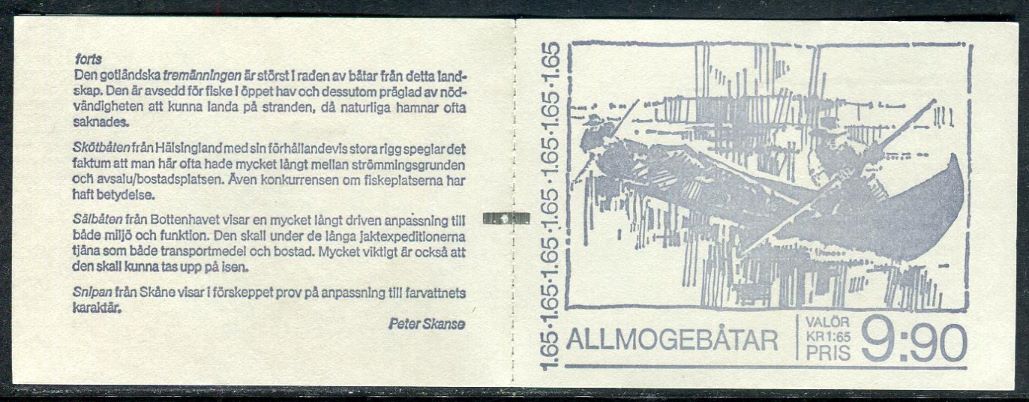 forts
Den gotländska tremänningen är störst i raden av båtar från detta land-
skap. Den är avsedd för fiske i öppet hav och dessutom präglad av nöd-
vändigheten att kunna landa på stranden, då naturliga hamnar ofta
saknades.
Skötbåten från Hälsingland med sin förhållandevis stora rigg speglar det
faktum att man här ofta hade mycket långt mellan strömmingsgrunden
och avsalu/bostadsplatsen. Även konkurrensen om fiskeplatserna har
haft betydelse.
Sälbåten från Bottenhavet visar en mycket långt driven anpassning till
både miljö och funktion. Den skall under de långa jaktexpeditionerna
tjäna som både transportmedel och bostad. Mycket viktigt är också att
den skall kunna tas upp på isen.
Snipan från Skåne visar i förskeppet prov på anpassning till farvattnets
karaktär.
Peter Skanse
1.65·1.65·1.65·1.65·1.65·1.65
ALLMOGEBÅTAR
VALÖR
KR 1:65
PRIS 9:90